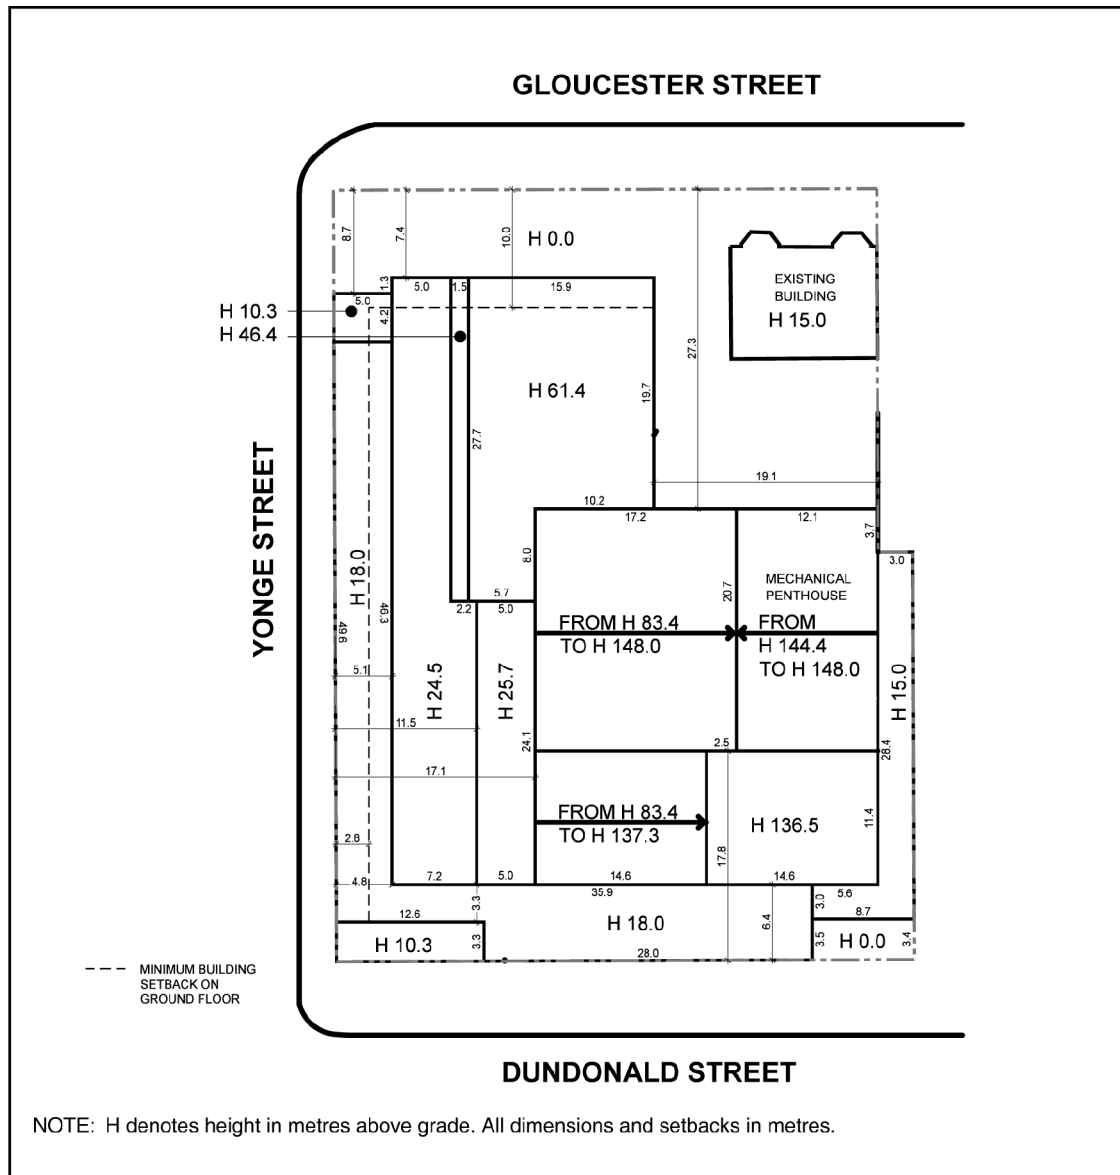 GLOUCESTER STREET
8.7
7.4
10.0
H 0.0
1.3
5.0
1.5
15.9
5.0
4.2
EXISTING
BUILDING
H 15.0
H 10.3
H 46.4
27.3
H 61.4
19.7
27.7
YONGE STREET
19.1
10.2
17.2
12.1
3.7
3.0
8.0
H 18.0
20.7
MECHANICAL
PENTHOUSE
5.7
2.2
5.0
46.3
49.6
FROM H 83.4
TO H 148.0
FROM
H 144.4
TO H 148.0
5.1
H 24.5
H 25.7
H 15.0
11.5
24.1
2.5
28.4
17.1
FROM H 83.4
TO H 137.3
H 136.5
11.4
2.8
17.8
4.8
7.2
5.0
14.6
14.6
35.9
3.0
5.6
12.6
3.3
H 18.0
6.4
8.7
H 10.3
3.3
28.0
3.5
H 0.0
3.4
MINIMUM BUILDING
SETBACK ON
GROUND FLOOR
DUNDONALD STREET
NOTE: H denotes height in metres above grade. All dimensions and setbacks in metres.